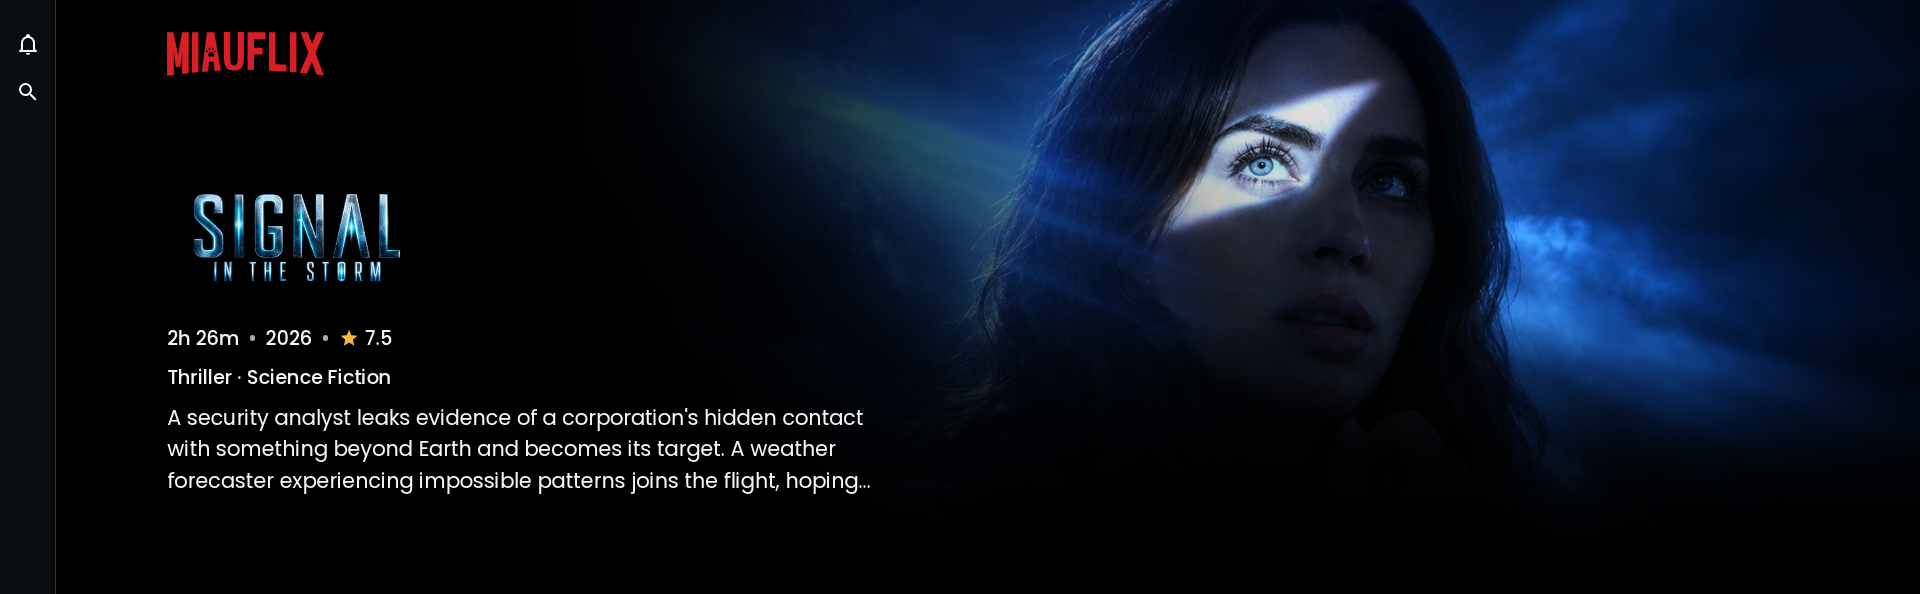 MIAUFLIX
SIGNAL
IN THE STORM
2h 26m • 2026 • ★ 7.5
Thriller · Science Fiction
A security analyst leaks evidence of a corporation's hidden contact
with something beyond Earth and becomes its target. A weather
forecaster experiencing impossible patterns joins the flight, hoping...